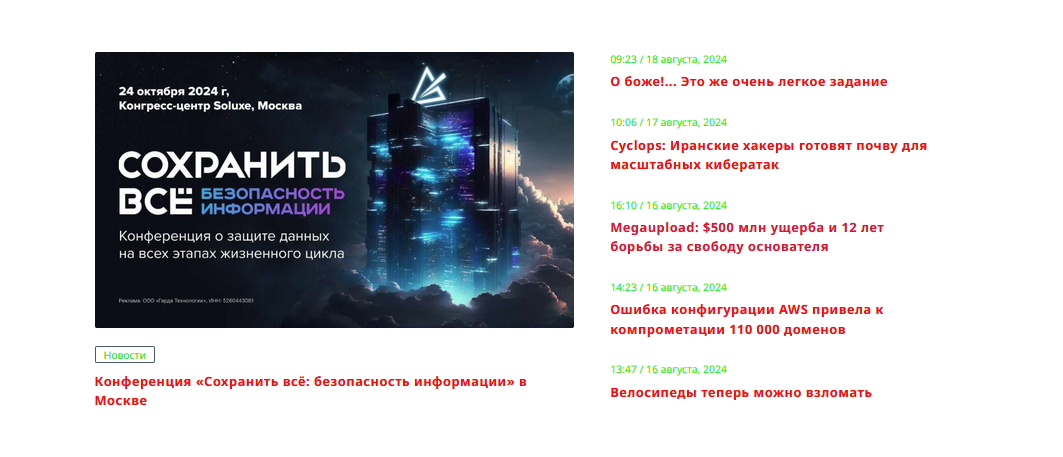 24 октября 2024 г,
Конгресс-центр Soluxe, Москва
СОХРАНИТЬ
ВСЁ БЕЗОПАСНОСТЬ
ИНФОРМАЦИИ
Конференция о защите данных
на всех этапах жизненного цикла
Реклама. ООО «Гарда Технологии», ИНН: 5260443081
Новости
Конференция «Сохранить всё: безопасность информации» в
Москве
09:23 / 18 августа, 2024
О боже!... Это же очень легкое задание
10:06 / 17 августа, 2024
Cyclops: Иранские хакеры готовят почву для
масштабных кибератак
16:10 / 16 августа, 2024
Megaupload: $500 млн ущерба и 12 лет
борьбы за свободу основателя
14:23 / 16 августа, 2024
Ошибка конфигурации AWS привела к
компрометации 110 000 доменов
13:47 / 16 августа, 2024
Велосипеды теперь можно взломать